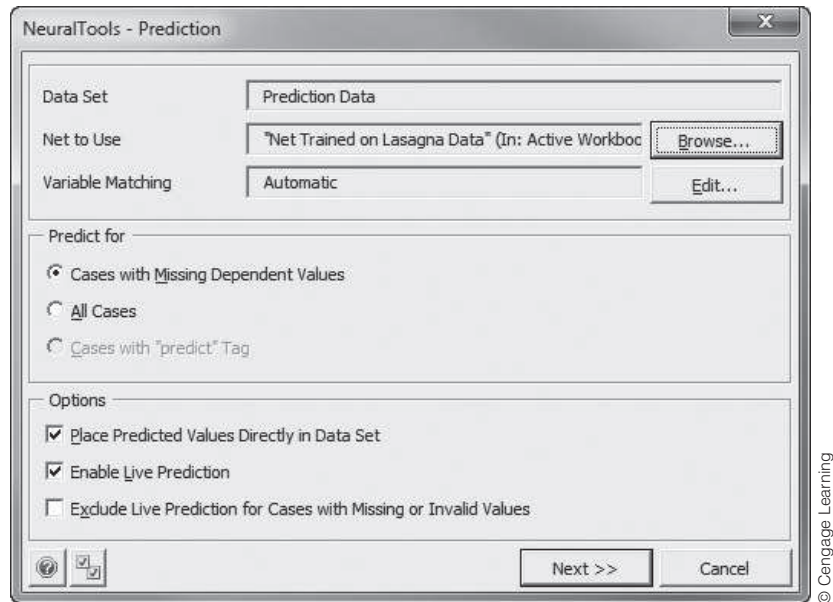 NeuralTools - Prediction
Data Set
Prediction Data
Net to Use
"Net Trained on Lasagna Data" (In: Active Workboo
Browse...
Variable Matching
Automatic
Edit...
Predict for
Cases with Missing Dependent Values
All Cases
Cases with "predict" Tag
Options
Place Predicted Values Directly in Data Set
Enable Live Prediction
Exclude Live Prediction for Cases with Missing or Invalid Values
Next >>
Cancel
© Cengage Learning